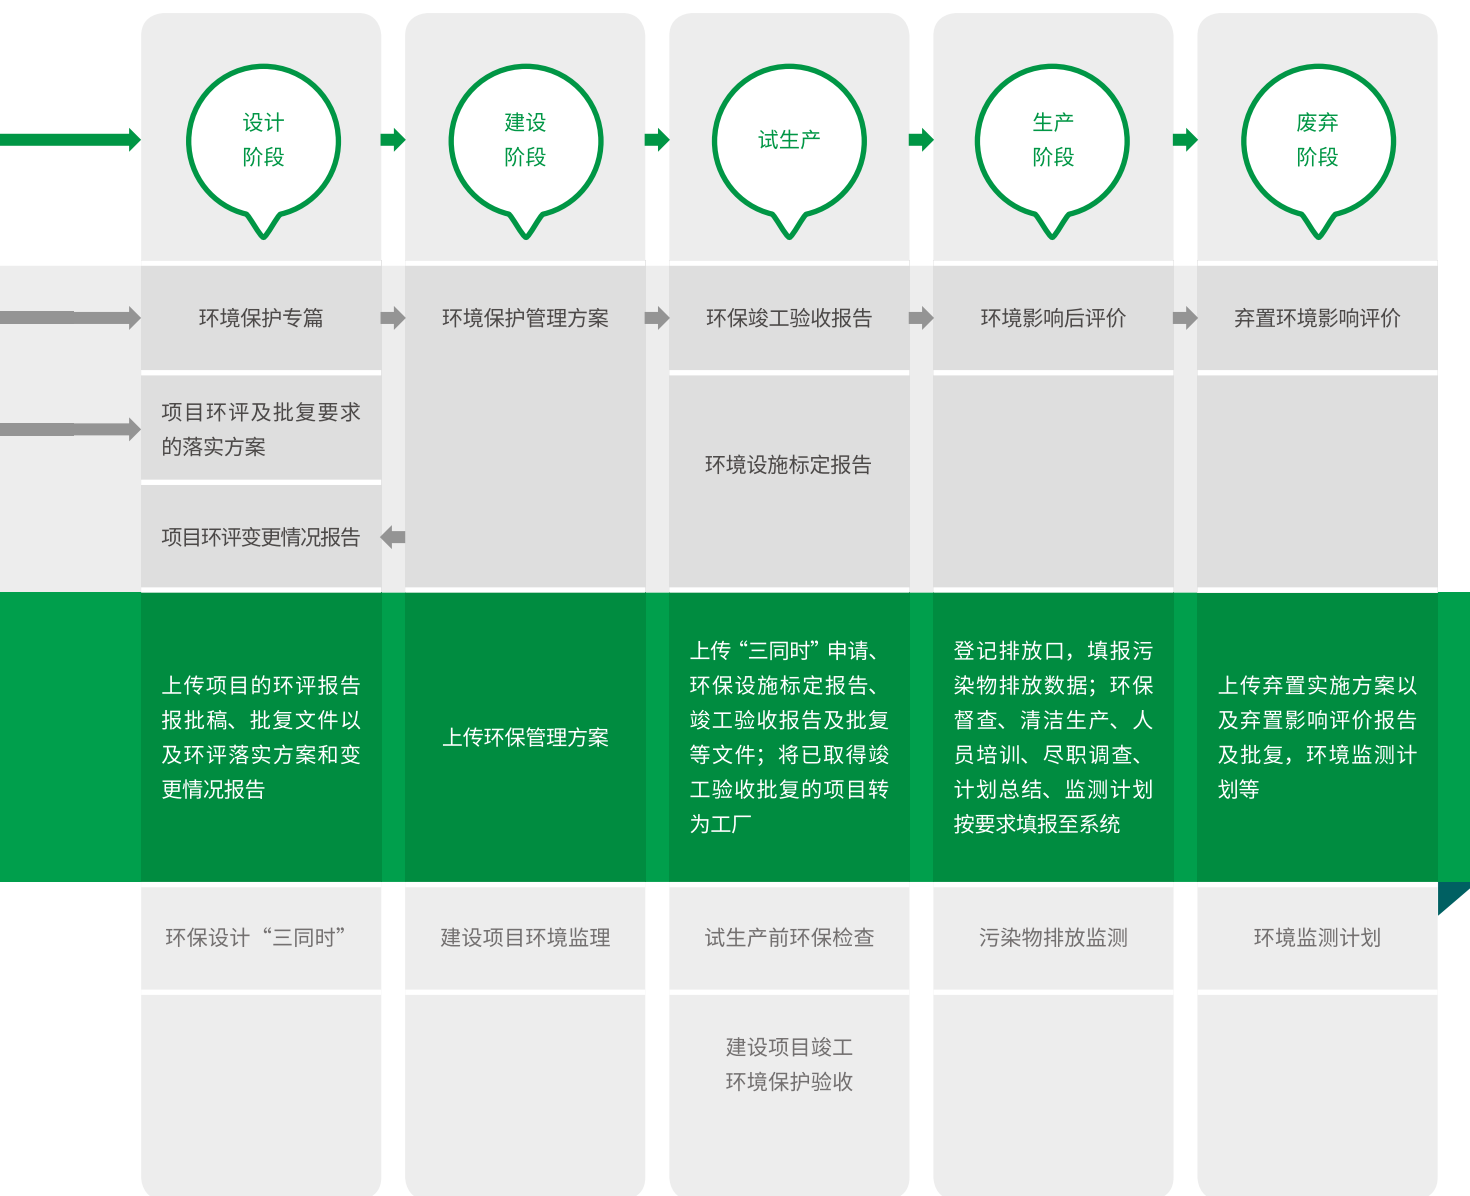 设计
阶段
建设
阶段
试生产
生产
阶段
废弃
阶段
环境保护专篇
环境保护管理方案
环保竣工验收报告
环境影响后评价
弃置环境影响评价
项目环评及批复要求
的落实方案
环境设施标定报告
项目环评变更情况报告
上传项目的环评报告
报批稿、批复文件以
及环评落实方案和变
更情况报告
上传环保管理方案
上传“三同时”申请、
环保设施标定报告、
竣工验收报告及批复
等文件；将已取得竣
工验收批复的项目转
为工厂
登记排放口，填报污
染物排放数据；环保
督查、清洁生产、人
员培训、尽职调查、
计划总结、监测计划
按要求填报至系统
上传弃置实施方案以
及弃置影响评价报告
及批复，环境监测计
划等
环保设计“三同时”
建设项目环境监理
试生产前环保检查
污染物排放监测
环境监测计划
建设项目竣工
环境保护验收